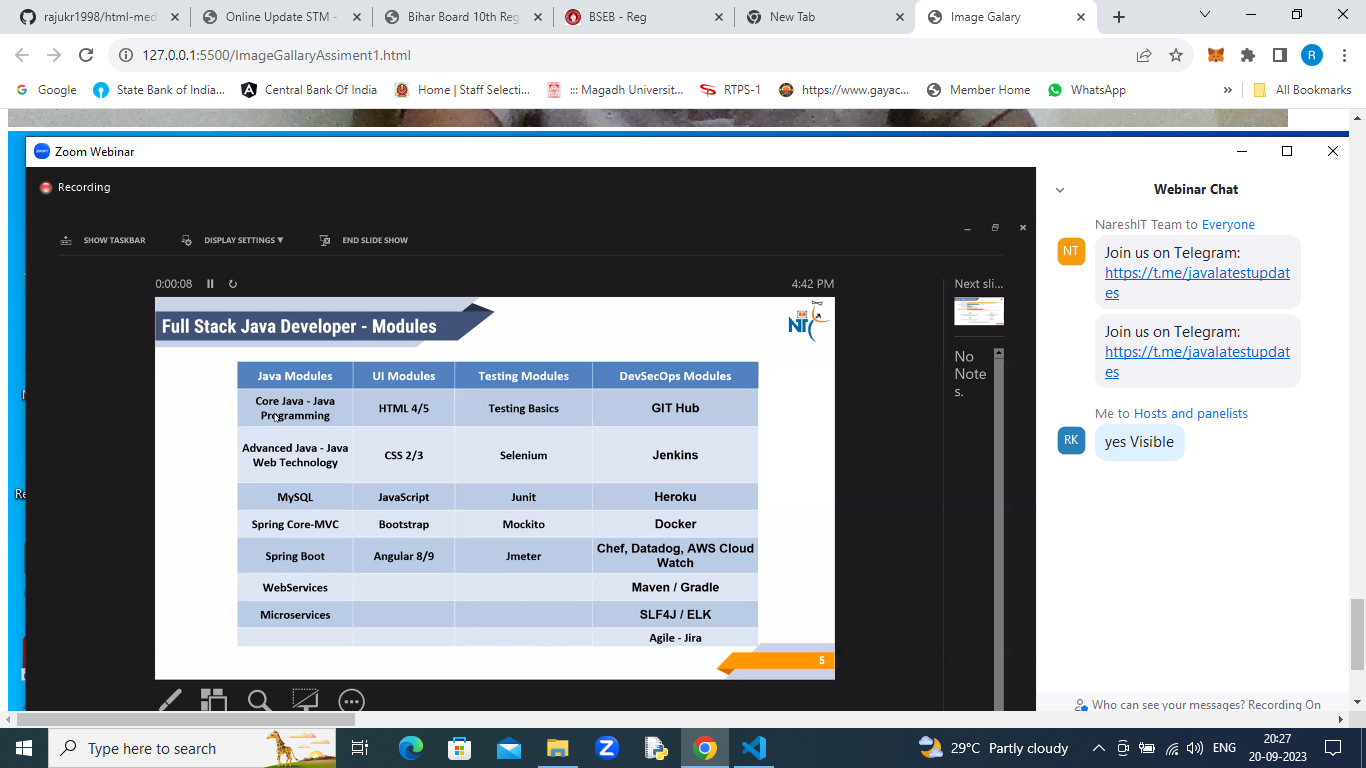 rajukr1998/html-med
Online Update STM -
Bihar Board 10th Reg
BSEB - Reg
New Tab
Image Galary
127.0.0.1:5500/ImageGallaryAssiment1.html
R
Google
State Bank of India...
Central Bank Of India
Home | Staff Selecti...
::: Magadh Universit...
RTPS-1
https://www.gayac...
Member Home
WhatsApp
»
All Bookmarks
Zoom Webinar
Recording
SHOW TASKBAR
DISPLAY SETTINGS ▼
END SLIDE SHOW
0:00:08
4:42 PM
Next sli...
Full Stack Java Developer - Modules
NT
Java Modules UI Modules Testing Modules DevSecOps Modules
Core Java - Java
Programming
HTML 4/5
Testing Basics
GIT Hub
Advanced Java - Java
Web Technology
CSS 2/3
Selenium
Jenkins
MySQL JavaScript Junit Heroku
Spring Core-MVC Bootstrap Mockito Docker
Spring Boot Angular 8/9 Jmeter
Chef, Datadog, AWS Cloud
Watch
WebServices Maven / Gradle
Microservices SLF4J / ELK
Agile - Jira
5
No
Note
s.
Webinar Chat
NareshIT Team to Everyone
NT
Join us on Telegram:
https://t.me/javalatestupdat
es
Join us on Telegram:
https://t.me/javalatestupdat
es
Me to Hosts and panelists
RK
yes Visible
Who can see your messages? Recording On
Type here to search
29°C Partly cloudy
ENG
20:27
20-09-2023